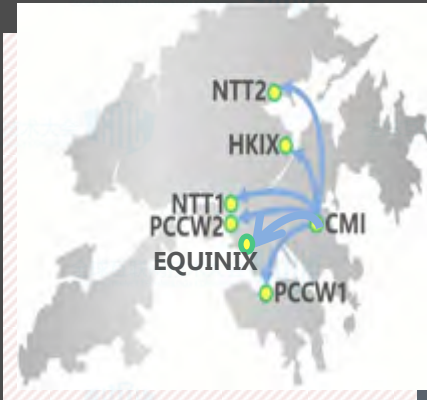 NTT2
HKIX
NTT1
PCCW2
CMI
EQUINIX
PCCW1